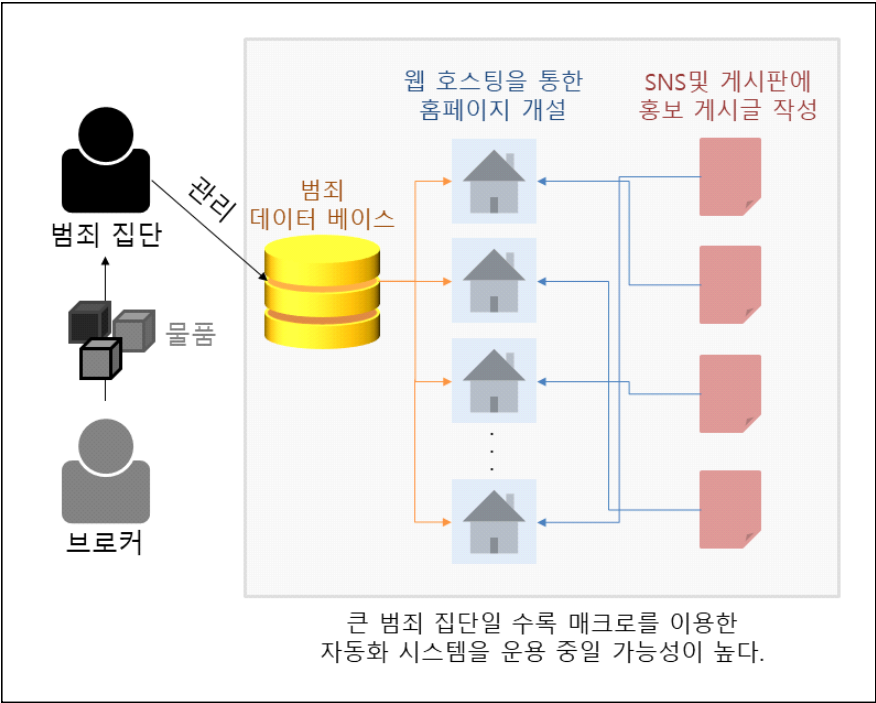 웹 호스팅을 통한
홈페이지 개설
SNS및 게시판에
홍보 게시글 작성
관리
범죄
데이터 베이스
범죄 집단
물품
브로커
큰 범죄 집단일 수록 매크로를 이용한
자동화 시스템을 운용 중일 가능성이 높다.